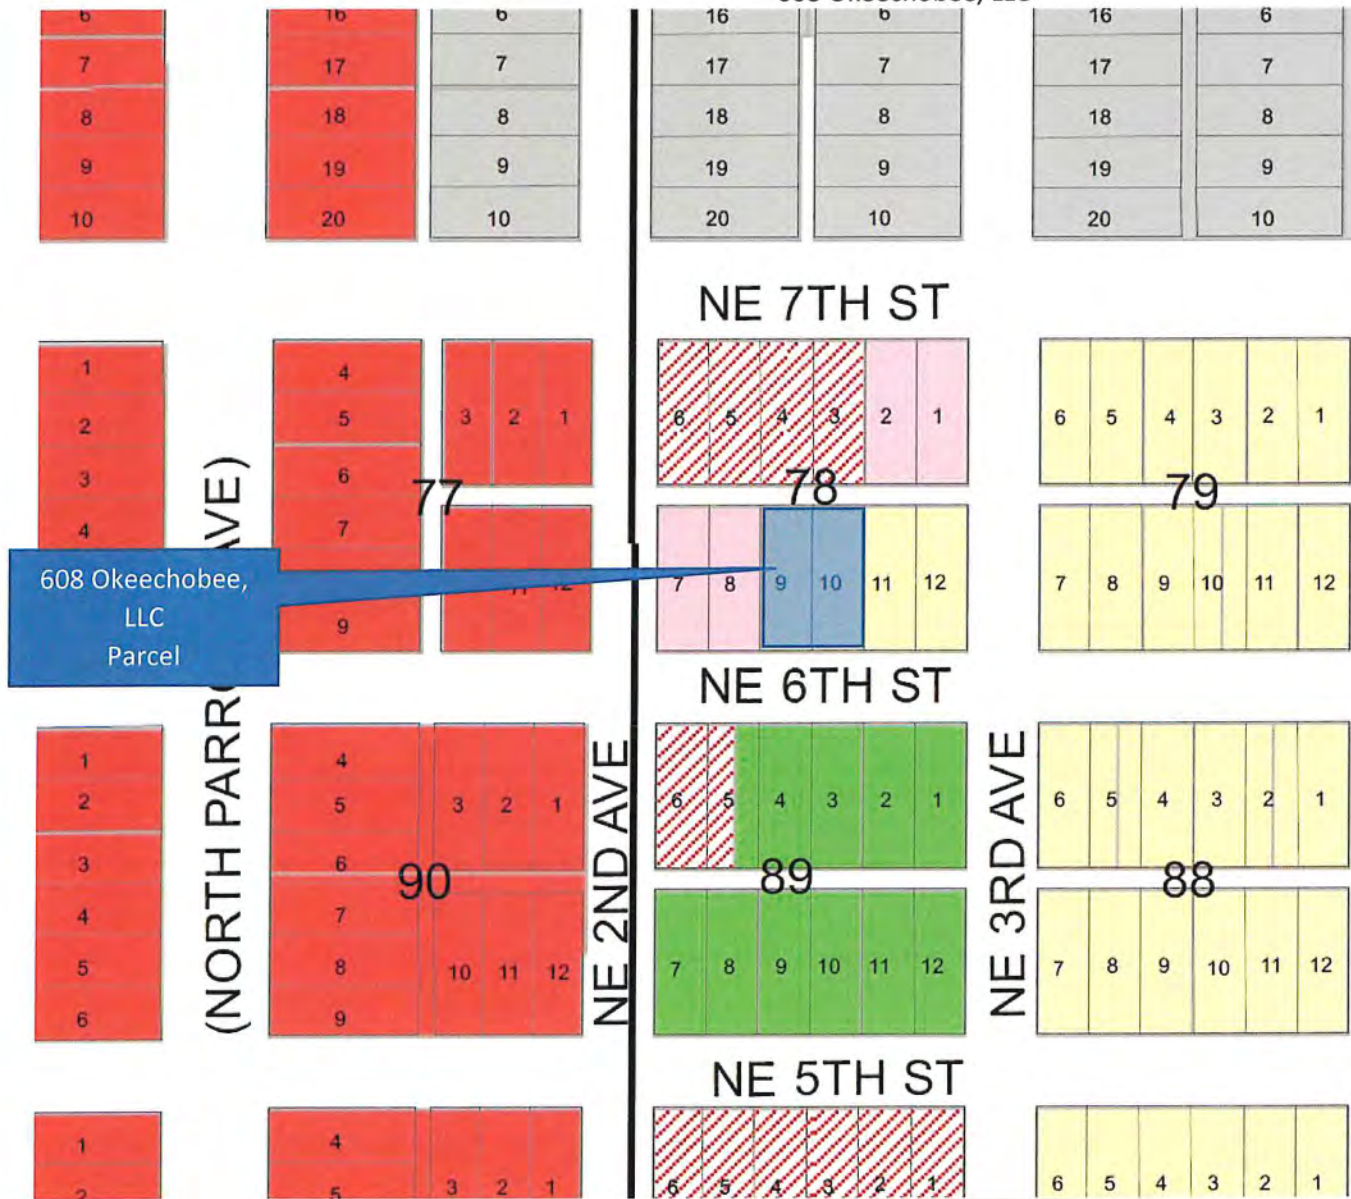 16 6 16 6 16 6
7 17 7 17 7 17 7
8 18 8 18 8 18 8
9 19 9 19 9 19 9
10 20 10 20 10 20 10
NE 7TH ST
1 4
2 5 3 2 1 6 5 4 3 2 1 6 5 4 3 2 1
3 6
4 7 77 78 79
608 Okeechobee,
LLC
Parcel
9
12 7 8 9 10 11 12 7 8 9 10 11 12
NE 6TH ST
(NORTH PARR AVE)
NE 2ND AVE
NE 3RD AVE
1 4
2 5 3 2 1 6 5 4 3 2 1 6 5 4 3 2 1
3 6
90 89 88
4 7
5 8 10 11 12 7 8 9 10 11 12 7 8 9 10 11 12
6 9
NE 5TH ST
1 4
2 5 3 2 1 6 5 4 3 2 1 6 5 4 3 2 1